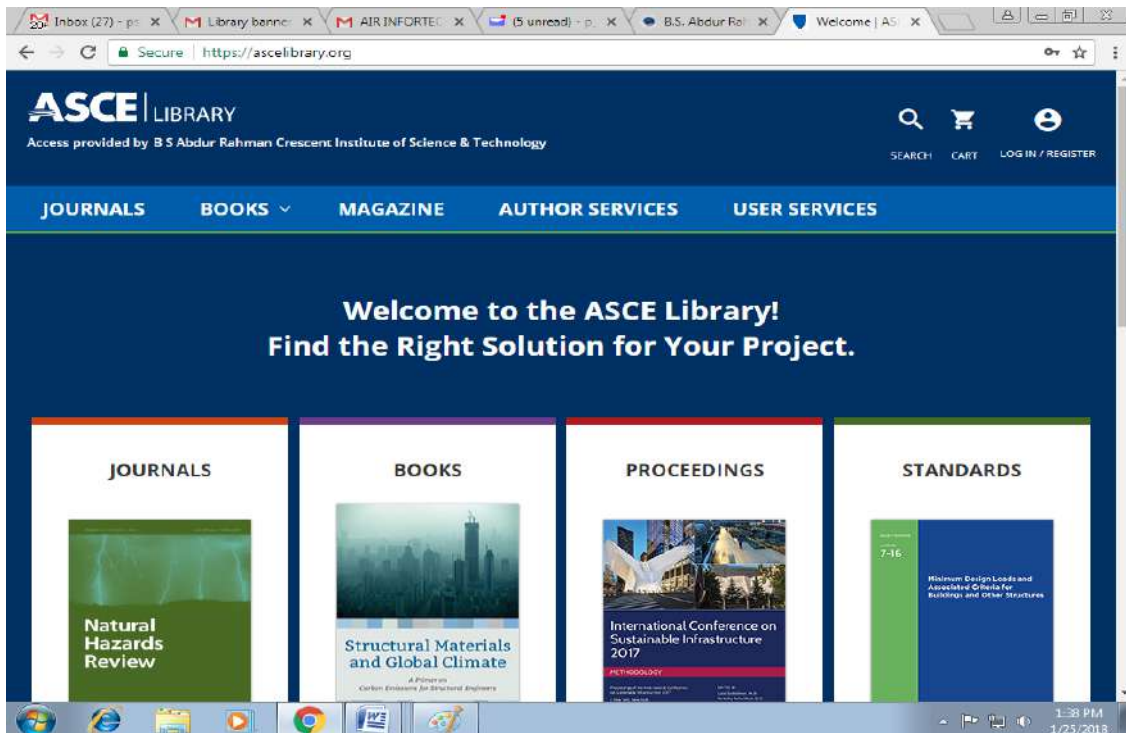 Inbox (27) - ps
Library banner
AIR INFORTEC
(5 unread) - p
B.S. Abdur Rah
Welcome | AS
Secure | https://ascelibrary.org
ASCE LIBRARY
Access provided by B S Abdur Rahman Crescent Institute of Science & Technology
SEARCH CART LOG IN / REGISTER
JOURNALS BOOKS MAGAZINE AUTHOR SERVICES USER SERVICES
Welcome to the ASCE Library!
Find the Right Solution for Your Project.
JOURNALS BOOKS PROCEEDINGS STANDARDS
Natural
Hazards
Review
Structural Materials
and Global Climate
A Primer on
Carbon Emissions for Structural Engineers
International Conference on
Sustainable Infrastructure
2017
METHODOLOGY
7-16
Minimum Design Loads and
Associated Criteria for
Buildings and Other Structures
1:38 PM
1/25/2018